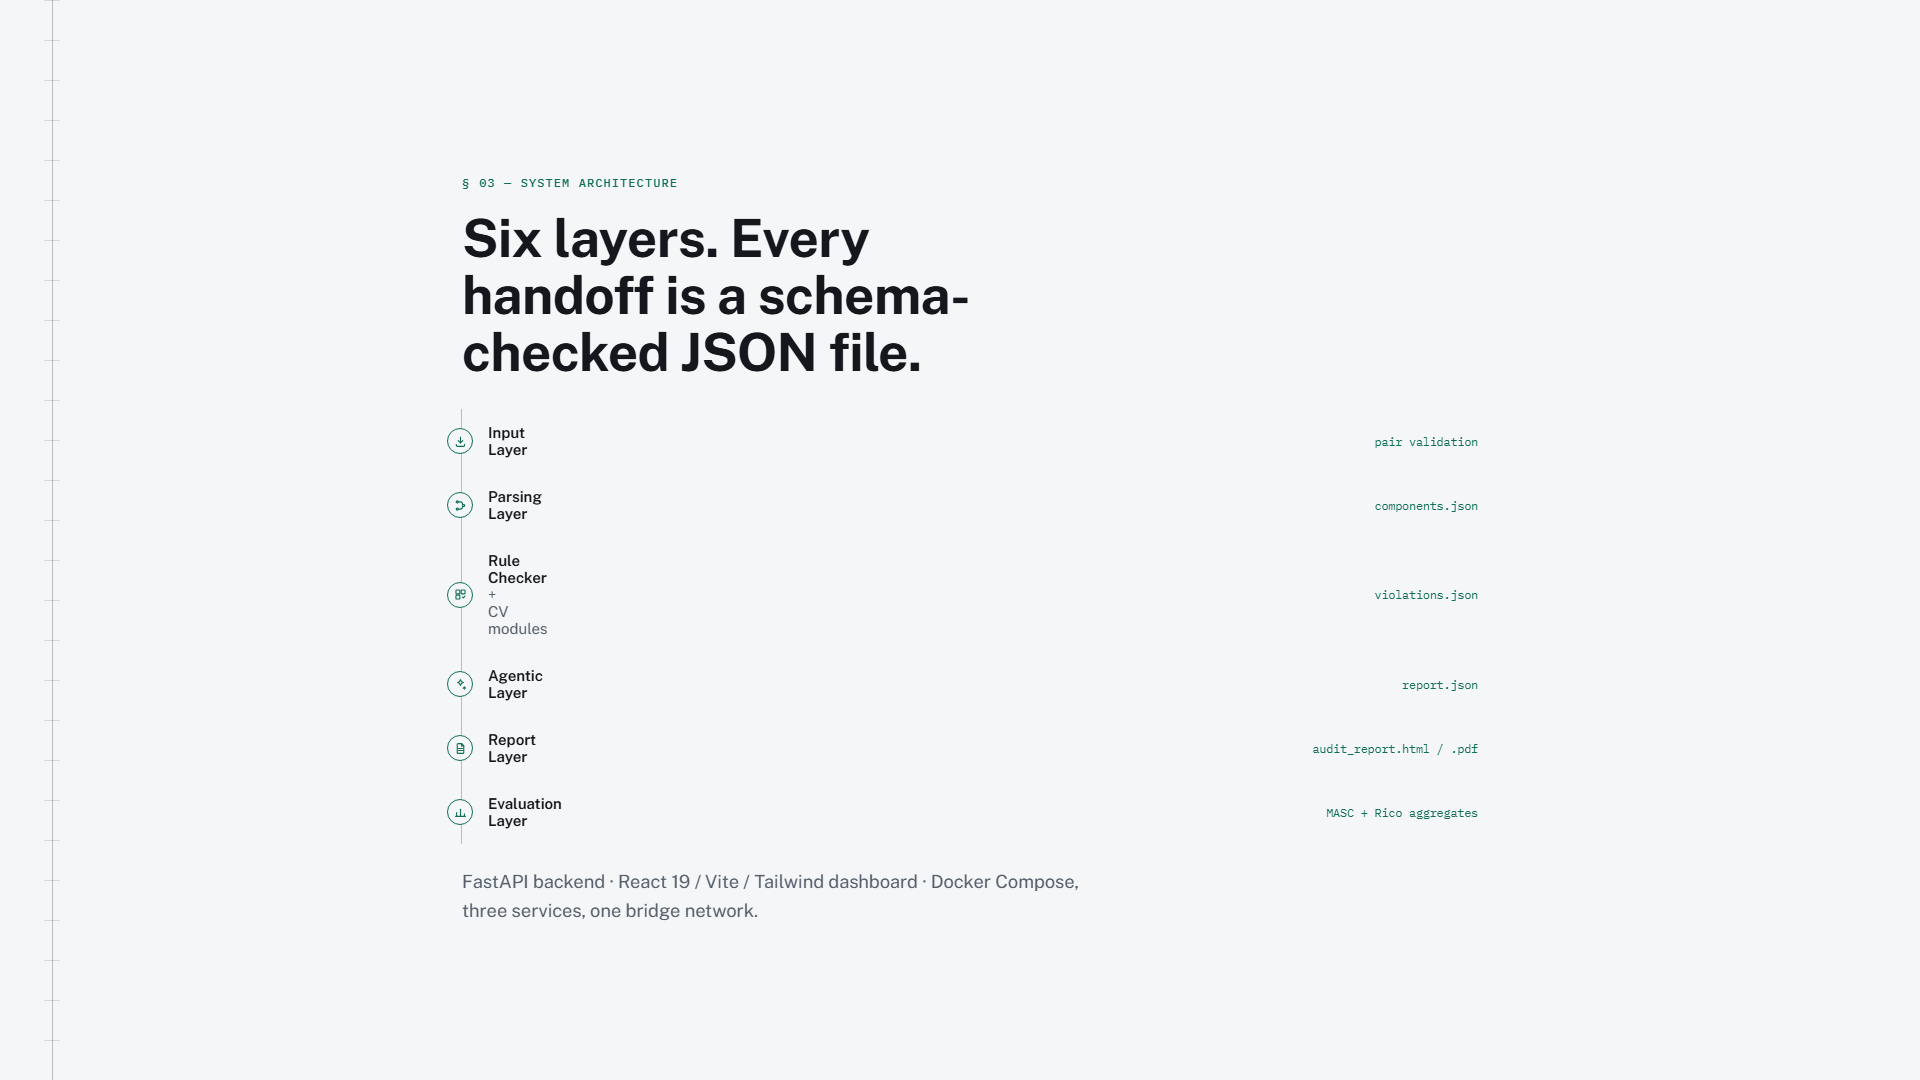 § 03 — SYSTEM ARCHITECTURE
Six layers. Every
handoff is a schema-
checked JSON file.
Input
Layer
pair validation
Parsing
Layer
components.json
Rule
Checker
+
CV
modules
violations.json
Agentic
Layer
report.json
Report
Layer
audit_report.html / .pdf
Evaluation
Layer
MASC + Rico aggregates
FastAPI backend · React 19 / Vite / Tailwind dashboard · Docker Compose,
three services, one bridge network.